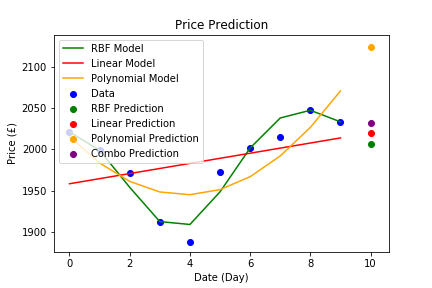 Price Prediction
RBF Model
Linear Model
Polynomial Model
Data
RBF Prediction
Linear Prediction
Polynomial Prediction
Combo Prediction
Price (£)
2100
2050
2000
1950
1900
0 2 4 6 8 10
Date (Day)